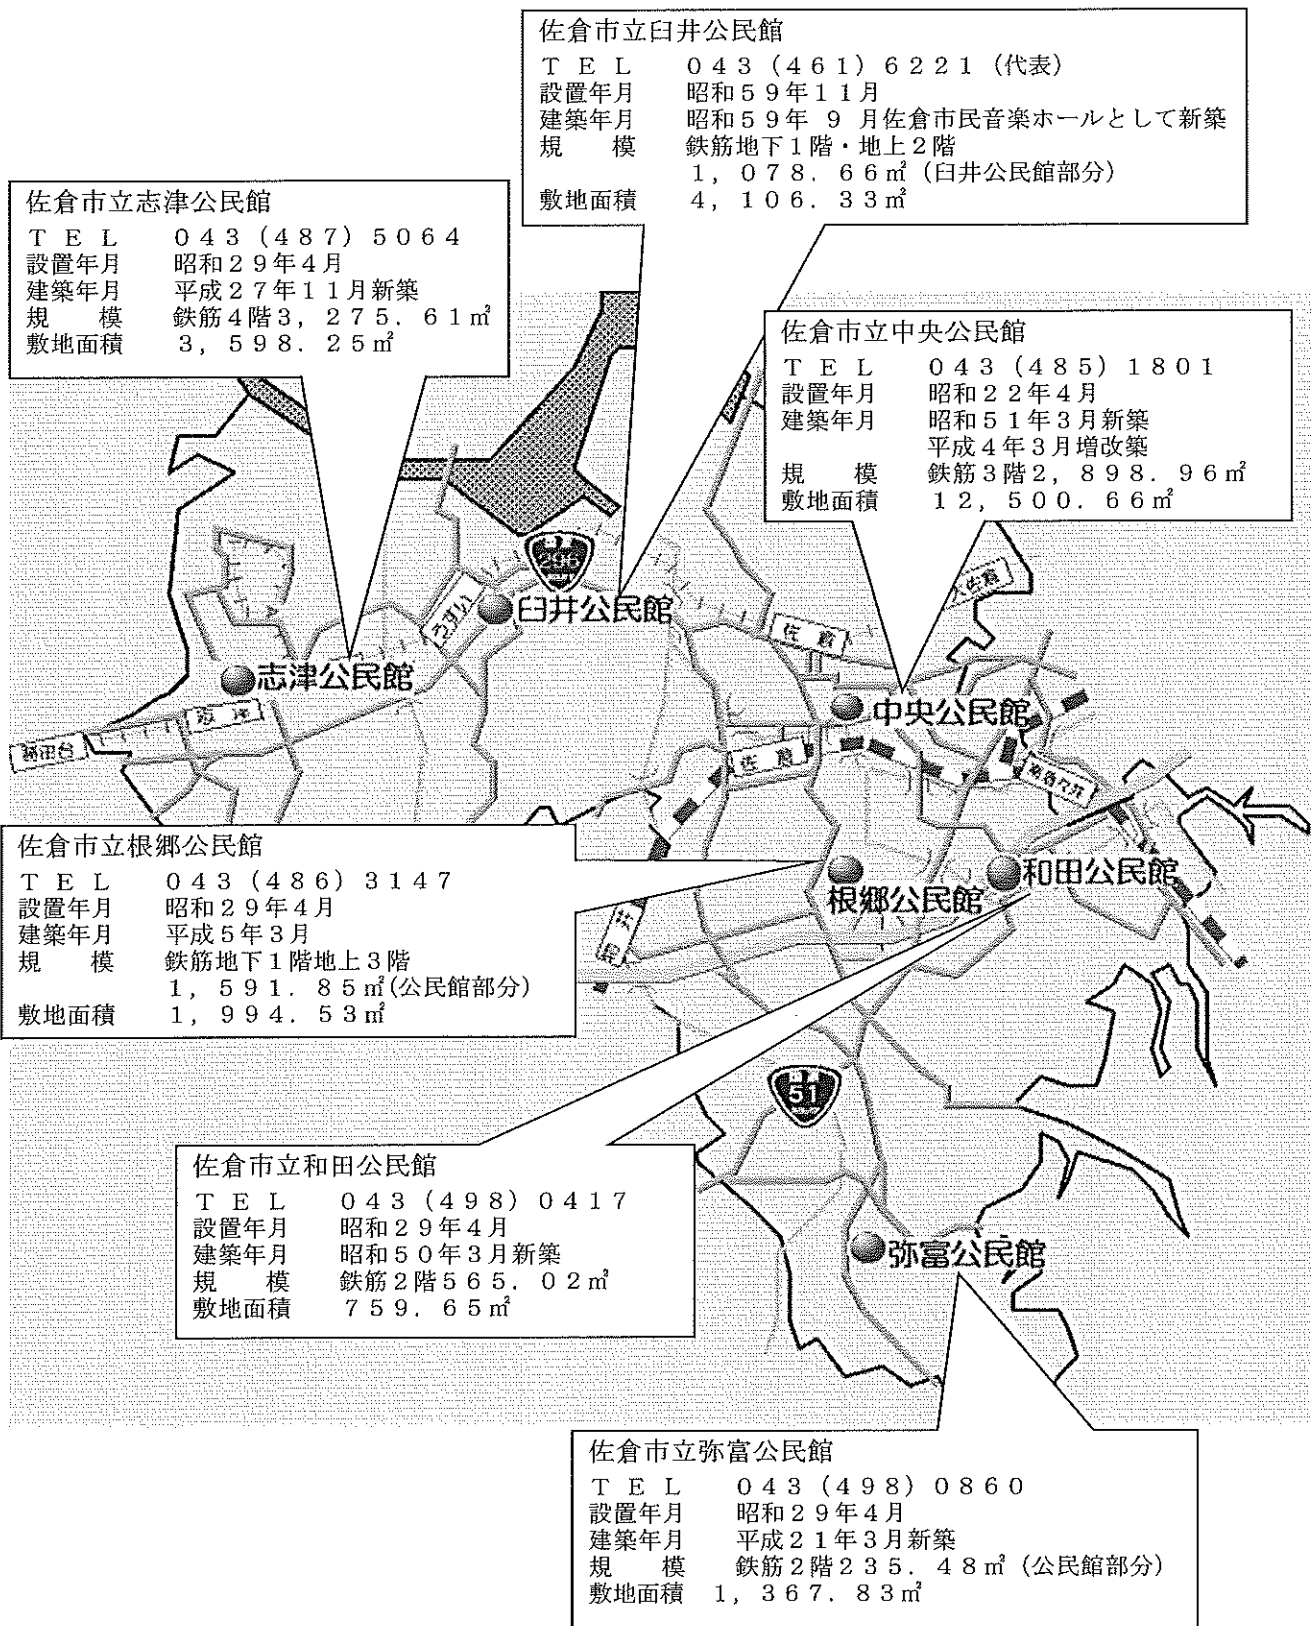 佐倉市立臼井公民館
ＴＥＬ　０４３（４６１）６２２１（代表）
設置年月　昭和５９年１１月
建築年月　昭和５９年 ９ 月佐倉市民音楽ホールとして新築
規　模　鉄筋地下１階・地上２階
１，０７８．６６㎡（臼井公民館部分）
敷地面積　４，１０６．３３㎡
佐倉市立志津公民館
ＴＥＬ　０４３（４８７）５０６４
設置年月　昭和２９年４月
建築年月　平成２７年１１月新築
規　模　鉄筋４階３，２７５．６１㎡
敷地面積　３，５９８．２５㎡
佐倉市立中央公民館
ＴＥＬ　０４３（４８５）１８０１
設置年月　昭和２２年４月
建築年月　昭和５１年３月新築
平成４年３月増改築
規　模　鉄筋３階２，８９８．９６㎡
敷地面積　１２，５００．６６㎡
うすい
臼井公民館
佐倉
大佐倉
志津公民館
志津
勝田台
中央公民館
佐倉
佐倉市立根郷公民館
ＴＥＬ　０４３（４８６）３１４７
設置年月　昭和２９年４月
建築年月　平成５年３月
規　模　鉄筋地下１階地上３階
１，５９１．８５㎡（公民館部分）
敷地面積　１，９９４．５３㎡
根郷公民館
和田公民館
51
佐倉市立和田公民館
ＴＥＬ　０４３（４９８）０４１７
設置年月　昭和２９年４月
建築年月　昭和５０年３月新築
規　模　鉄筋２階５６５．０２㎡
敷地面積　７５９．６５㎡
弥富公民館
佐倉市立弥富公民館
ＴＥＬ　０４３（４９８）０８６０
設置年月　昭和２９年４月
建築年月　平成２１年３月新築
規　模　鉄筋２階２３５．４８㎡（公民館部分）
敷地面積　１，３６７．８３㎡